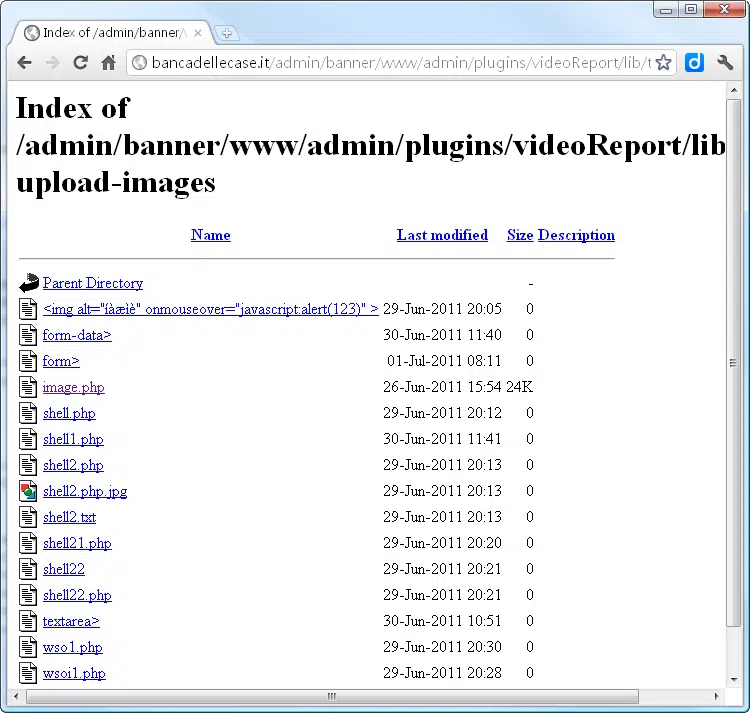 Index of /admin/banner/w
bancadellecase.it/admin/banner/www/admin/plugins/videoReport/lib/t
Index of
/admin/banner/www/admin/plugins/videoReport/lib
upload-images
Name Last modified Size Description
Parent Directory -
<img alt="íàæìè" onmouseover="javascript:alert(123)" > 29-Jun-2011 20:05 0
form-data> 30-Jun-2011 11:40 0
form> 01-Jul-2011 08:11 0
image.php 26-Jun-2011 15:54 24K
shell.php 29-Jun-2011 20:12 0
shell1.php 30-Jun-2011 11:41 0
shell2.php 29-Jun-2011 20:13 0
shell2.php.jpg 29-Jun-2011 20:13 0
shell2.txt 29-Jun-2011 20:13 0
shell21.php 29-Jun-2011 20:20 0
shell22 29-Jun-2011 20:21 0
shell22.php 29-Jun-2011 20:21 0
textarea> 30-Jun-2011 10:51 0
wso1.php 29-Jun-2011 20:30 0
wsoi1.php 29-Jun-2011 20:28 0